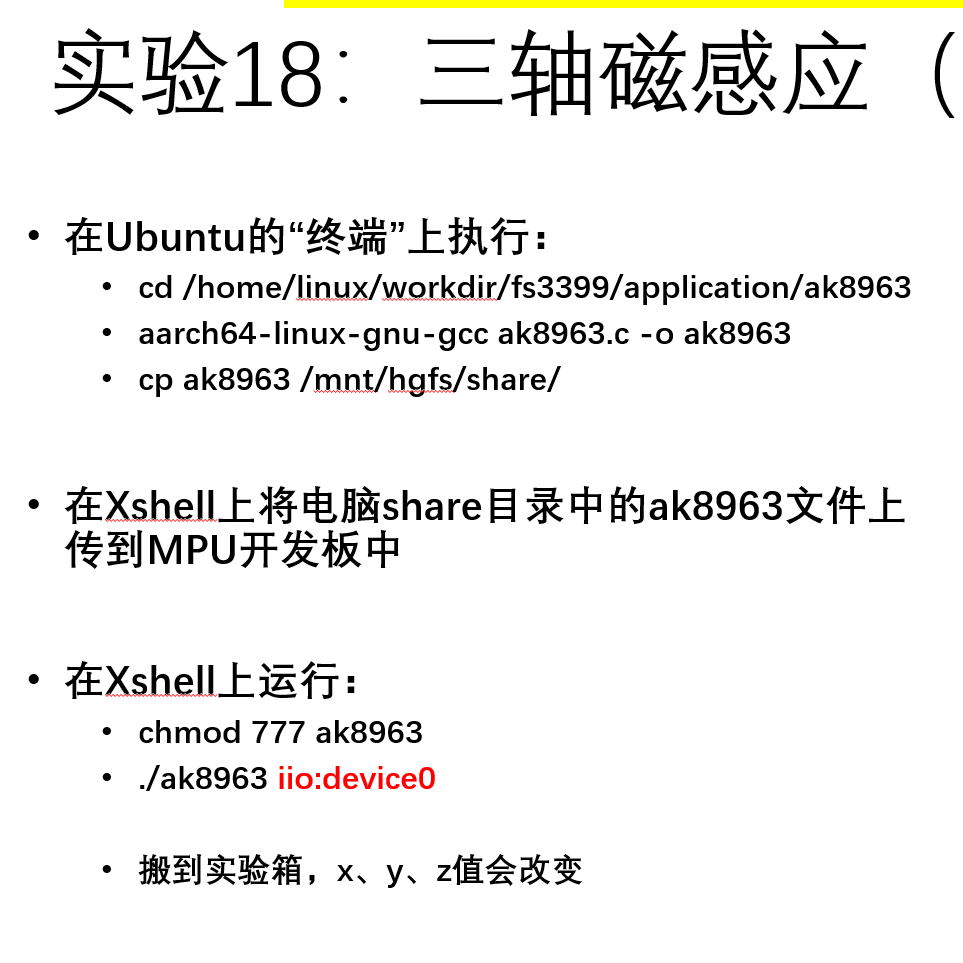 实验18： 三轴磁感应（
• 在Ubuntu的“终端”上执行：
• cd /home/linux/workdir/fs3399/application/ak8963
• aarch64-linux-gnu-gcc ak8963.c -o ak8963
• cp ak8963 /mnt/hgfs/share/
• 在Xshell上将电脑share目录中的ak8963文件上
传到MPU开发板中
• 在Xshell上运行：
• chmod 777 ak8963
• ./ak8963 iio:device0
• 搬到实验箱，x、y、z值会改变